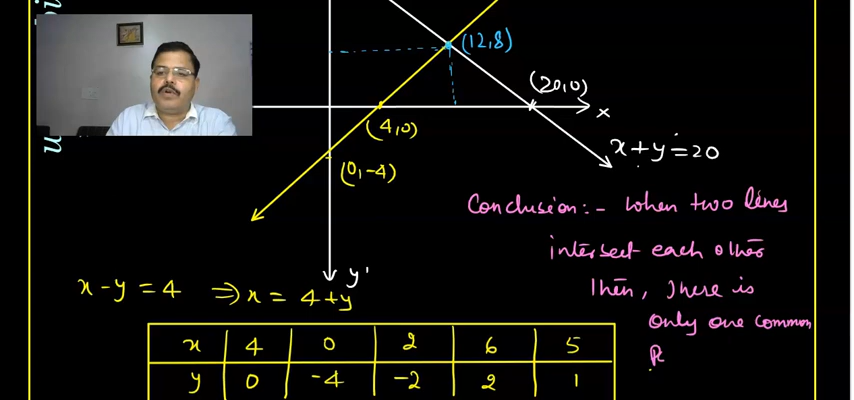 (12,8)
(20,0)
x
(4,0)
x + y = 20
(0,-4)
Conclusion:- When two lines
intersect each other
Then, There is
only one common
P
y'
x - y = 4 ⇒ x = 4 + y
x 4 0 2 6 5
y 0 -4 -2 2 1